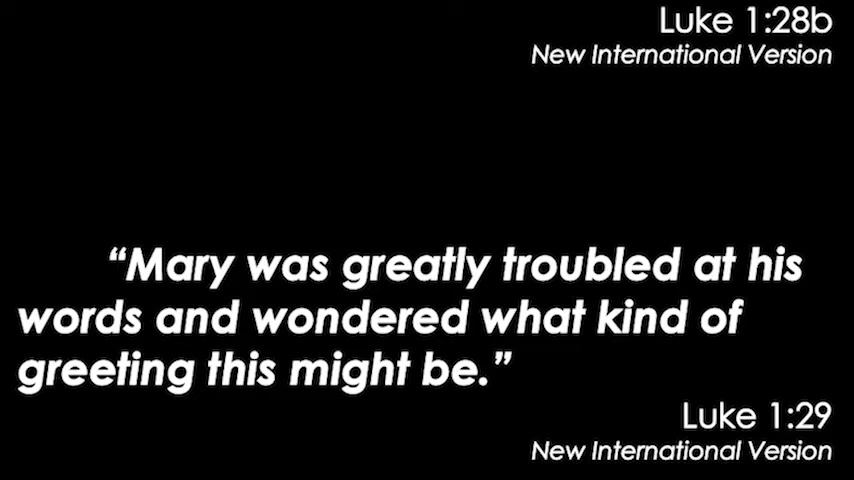 Luke 1:28b
New International Version
“Mary was greatly troubled at his
words and wondered what kind of
greeting this might be.”
Luke 1:29
New International Version